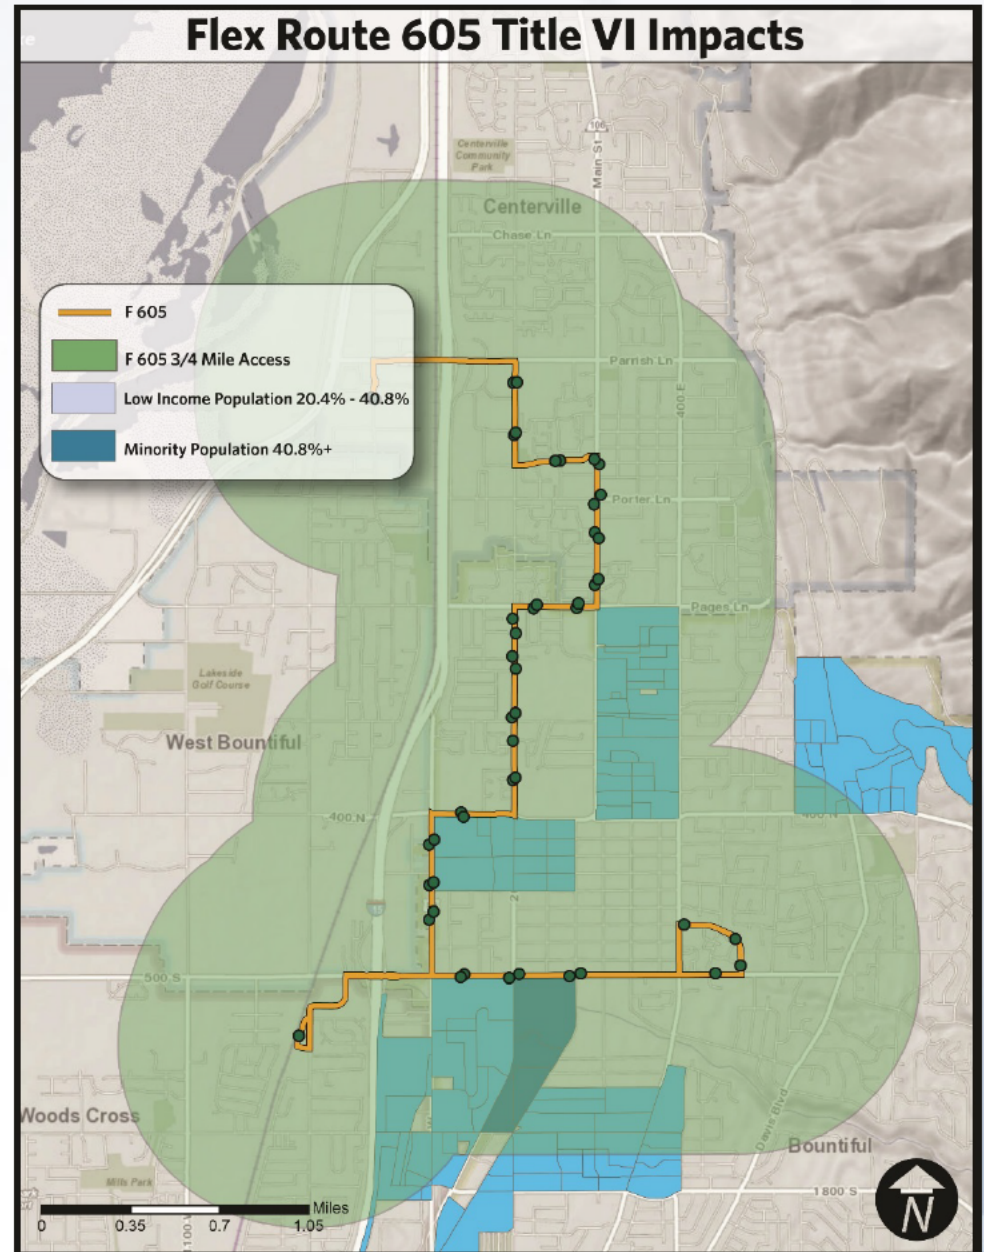 Flex Route 605 Title VI Impacts
106
Main St
Centerville
Community
Park
Centerville
Chase Ln
F 605
F 605 3/4 Mile Access
Low Income Population 20.4% - 40.8%
Minority Population 40.8%+
Parrish Ln
400 E
Porter Ln
Pages Ln
Lakeside
Golf Course
West Bountiful
400 N
400 N
2
500 S
Woods Cross
Davis Blvd
Bountiful
Mills Park
1800 S
Miles
0 0.35 0.7 1.05
1100 W
N